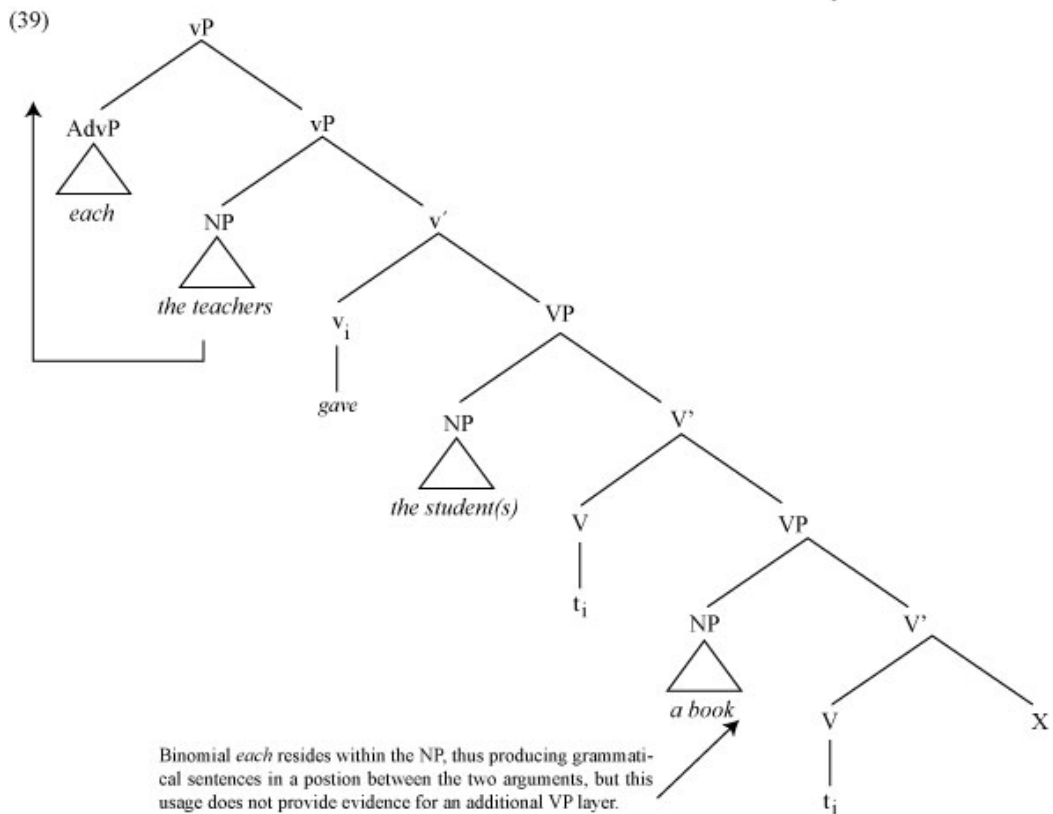 (39)
vP
AdvP
vP
each
NP
v′
the teachers
v i
VP
gave
NP
V’
the student(s)
V
VP
t i
NP
V’
a book
V
X
Binomial each resides within the NP, thus producing grammati-
cal sentences in a postion between the two arguments, but this
usage does not provide evidence for an additional VP layer.
t i